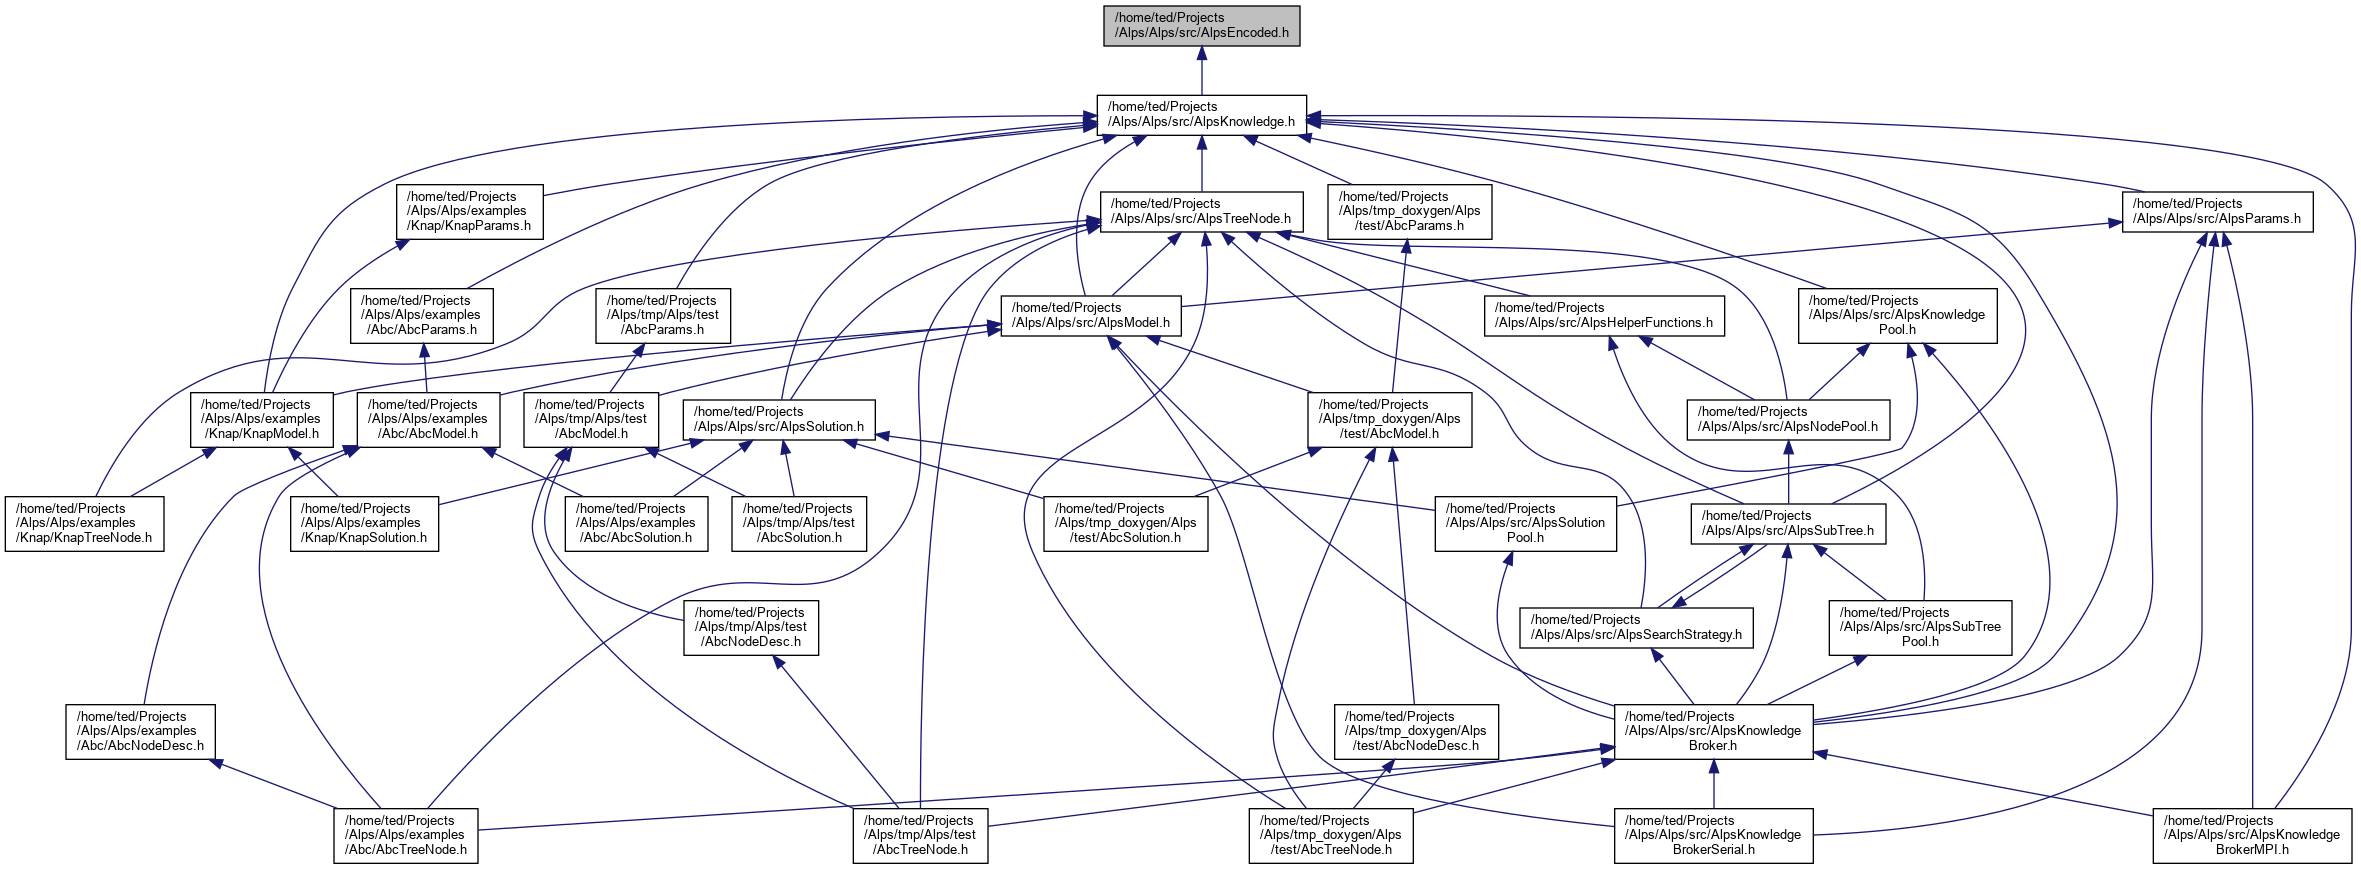 /home/ted/Projects
/Alps/Alps/src/AlpsEncoded.h
/home/ted/Projects
/Alps/Alps/src/AlpsKnowledge.h
/home/ted/Projects
/Alps/Alps/examples
/Knap/KnapParams.h
/home/ted/Projects
/Alps/Alps/src/AlpsTreeNode.h
/home/ted/Projects
/Alps/tmp_doxygen/Alps
/test/AbcParams.h
/home/ted/Projects
/Alps/Alps/src/AlpsParams.h
/home/ted/Projects
/Alps/Alps/examples
/Abc/AbcParams.h
/home/ted/Projects
/Alps/tmp/Alps/test
/AbcParams.h
/home/ted/Projects
/Alps/Alps/src/AlpsModel.h
/home/ted/Projects
/Alps/Alps/src/AlpsHelperFunctions.h
/home/ted/Projects
/Alps/Alps/src/AlpsKnowledge
Pool.h
/home/ted/Projects
/Alps/Alps/examples
/Knap/KnapModel.h
/home/ted/Projects
/Alps/Alps/examples
/Abc/AbcModel.h
/home/ted/Projects
/Alps/tmp/Alps/test
/AbcModel.h
/home/ted/Projects
/Alps/Alps/src/AlpsSolution.h
/home/ted/Projects
/Alps/tmp_doxygen/Alps
/test/AbcModel.h
/home/ted/Projects
/Alps/Alps/src/AlpsNodePool.h
/home/ted/Projects
/Alps/Alps/examples
/Knap/KnapTreeNode.h
/home/ted/Projects
/Alps/Alps/examples
/Knap/KnapSolution.h
/home/ted/Projects
/Alps/Alps/examples
/Abc/AbcSolution.h
/home/ted/Projects
/Alps/tmp/Alps/test
/AbcSolution.h
/home/ted/Projects
/Alps/tmp_doxygen/Alps
/test/AbcSolution.h
/home/ted/Projects
/Alps/Alps/src/AlpsSolution
Pool.h
/home/ted/Projects
/Alps/Alps/src/AlpsSubTree.h
/home/ted/Projects
/Alps/tmp/Alps/test
/AbcNodeDesc.h
/home/ted/Projects
/Alps/Alps/src/AlpsSearchStrategy.h
/home/ted/Projects
/Alps/Alps/src/AlpsSubTree
Pool.h
/home/ted/Projects
/Alps/Alps/examples
/Abc/AbcNodeDesc.h
/home/ted/Projects
/Alps/tmp_doxygen/Alps
/test/AbcNodeDesc.h
/home/ted/Projects
/Alps/Alps/src/AlpsKnowledge
Broker.h
/home/ted/Projects
/Alps/Alps/examples
/Abc/AbcTreeNode.h
/home/ted/Projects
/Alps/tmp/Alps/test
/AbcTreeNode.h
/home/ted/Projects
/Alps/tmp_doxygen/Alps
/test/AbcTreeNode.h
/home/ted/Projects
/Alps/Alps/src/AlpsKnowledge
BrokerSerial.h
/home/ted/Projects
/Alps/Alps/src/AlpsKnowledge
BrokerMPI.h